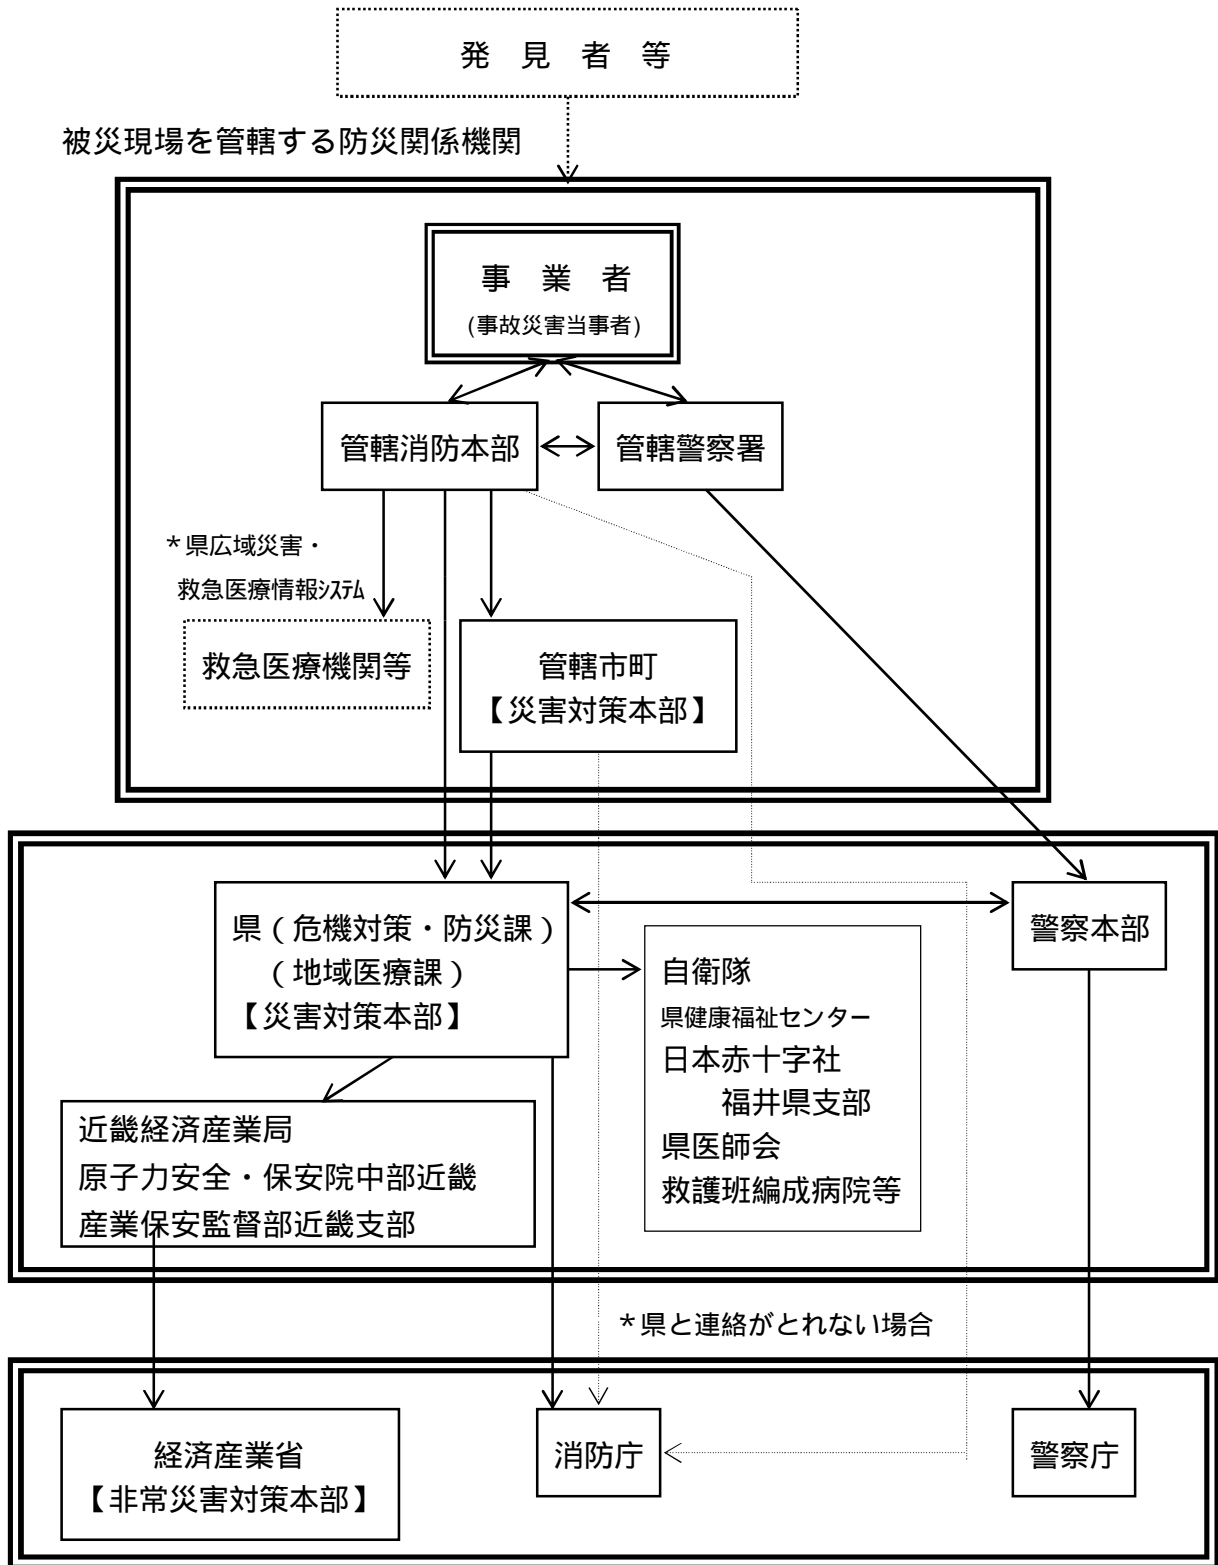 発見者等
被災現場を管轄する防災関係機関
事業者
(事故災害当事者)
管轄消防本部
管轄警察署
*県広域災害・
救急医療情報ｼｽﾃﾑ
救急医療機関等
管轄市町
【災害対策本部】
県(危機対策・防災課)
(地域医療課)
【災害対策本部】
警察本部
自衛隊
県健康福祉センター
日本赤十字社
福井県支部
県医師会
救護班編成病院等
近畿経済産業局
原子力安全・保安院中部近畿
産業保安監督部近畿支部
*県と連絡がとれない場合
経済産業省
【非常災害対策本部】
消防庁
警察庁